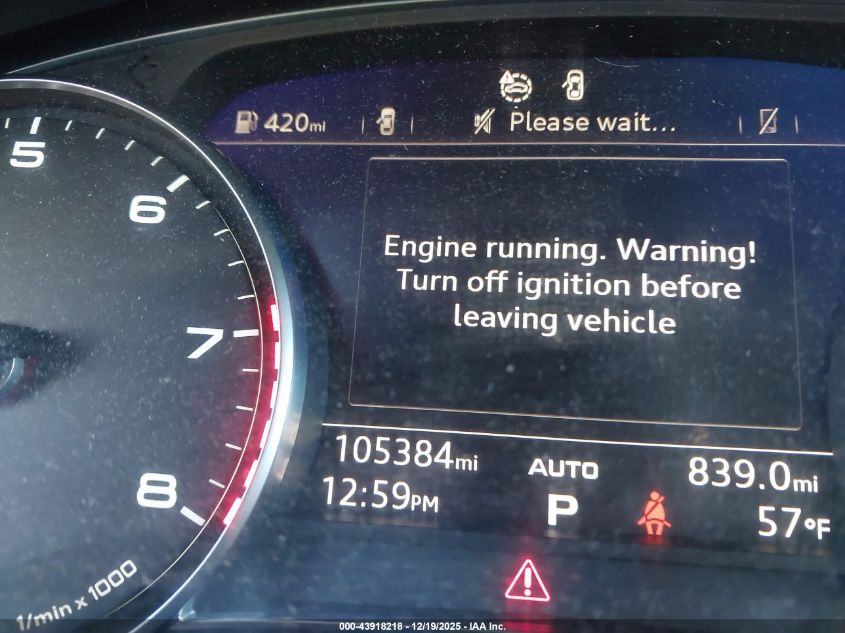 420mi
Please wait...
5
6
7
8
1/min x 1000
Engine running. Warning!
Turn off ignition before
leaving vehicle
105384mi
AUTO
839.0mi
12:59PM
P
57°F
000-43918218 - 12/19/2025 - IAA Inc.